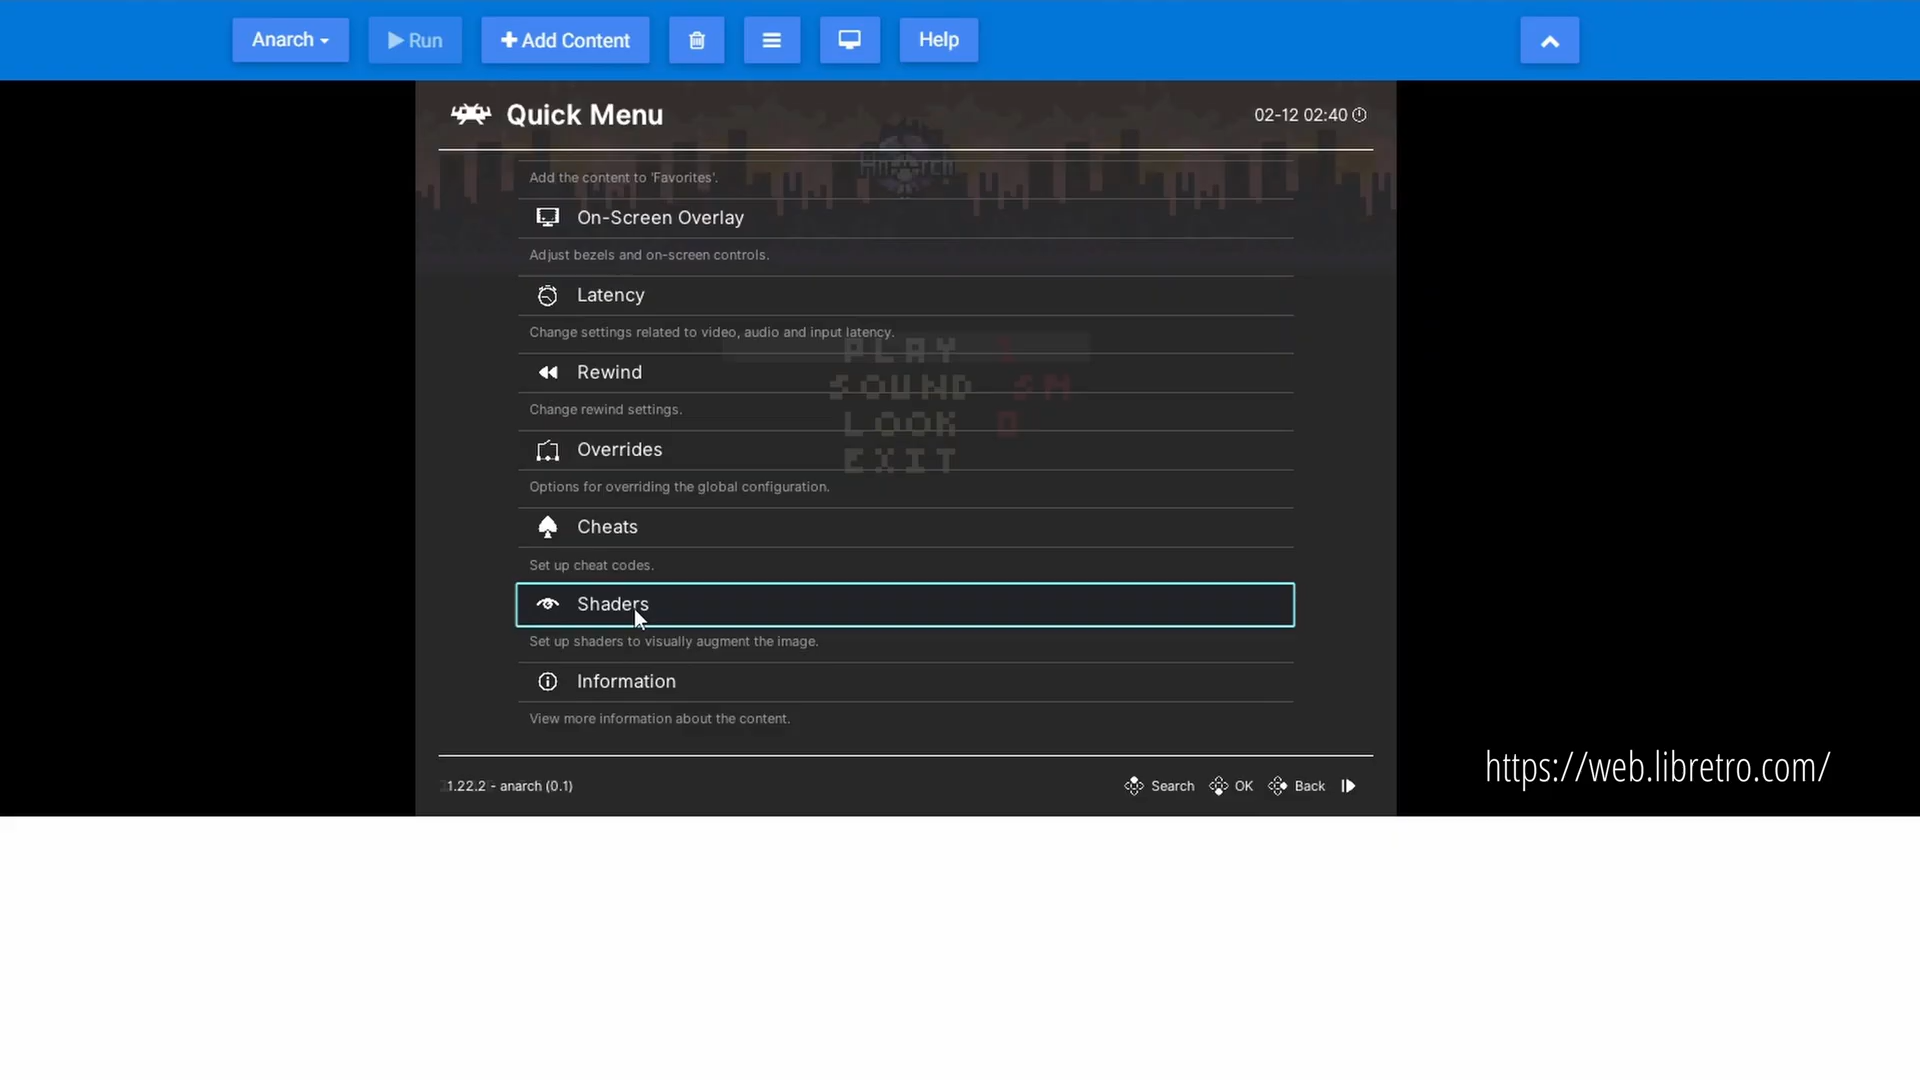 Anarch
Run
Add Content
Help
Quick Menu
02-12 02:40
Anarch
Add the content to 'Favorites'.
On-Screen Overlay
Adjust bezels and on-screen controls.
Latency
Change settings related to video, audio and input latency.
PLAY 1
Rewind
SOUND SM
Change rewind settings.
LOOK 0
Overrides
EXIT
Options for overriding the global configuration.
Cheats
Set up cheat codes.
Shaders
Set up shaders to visually augment the image.
Information
View more information about the content.
https://web.libretro.com/
1.22.2 - anarch (0.1)
Search OK Back